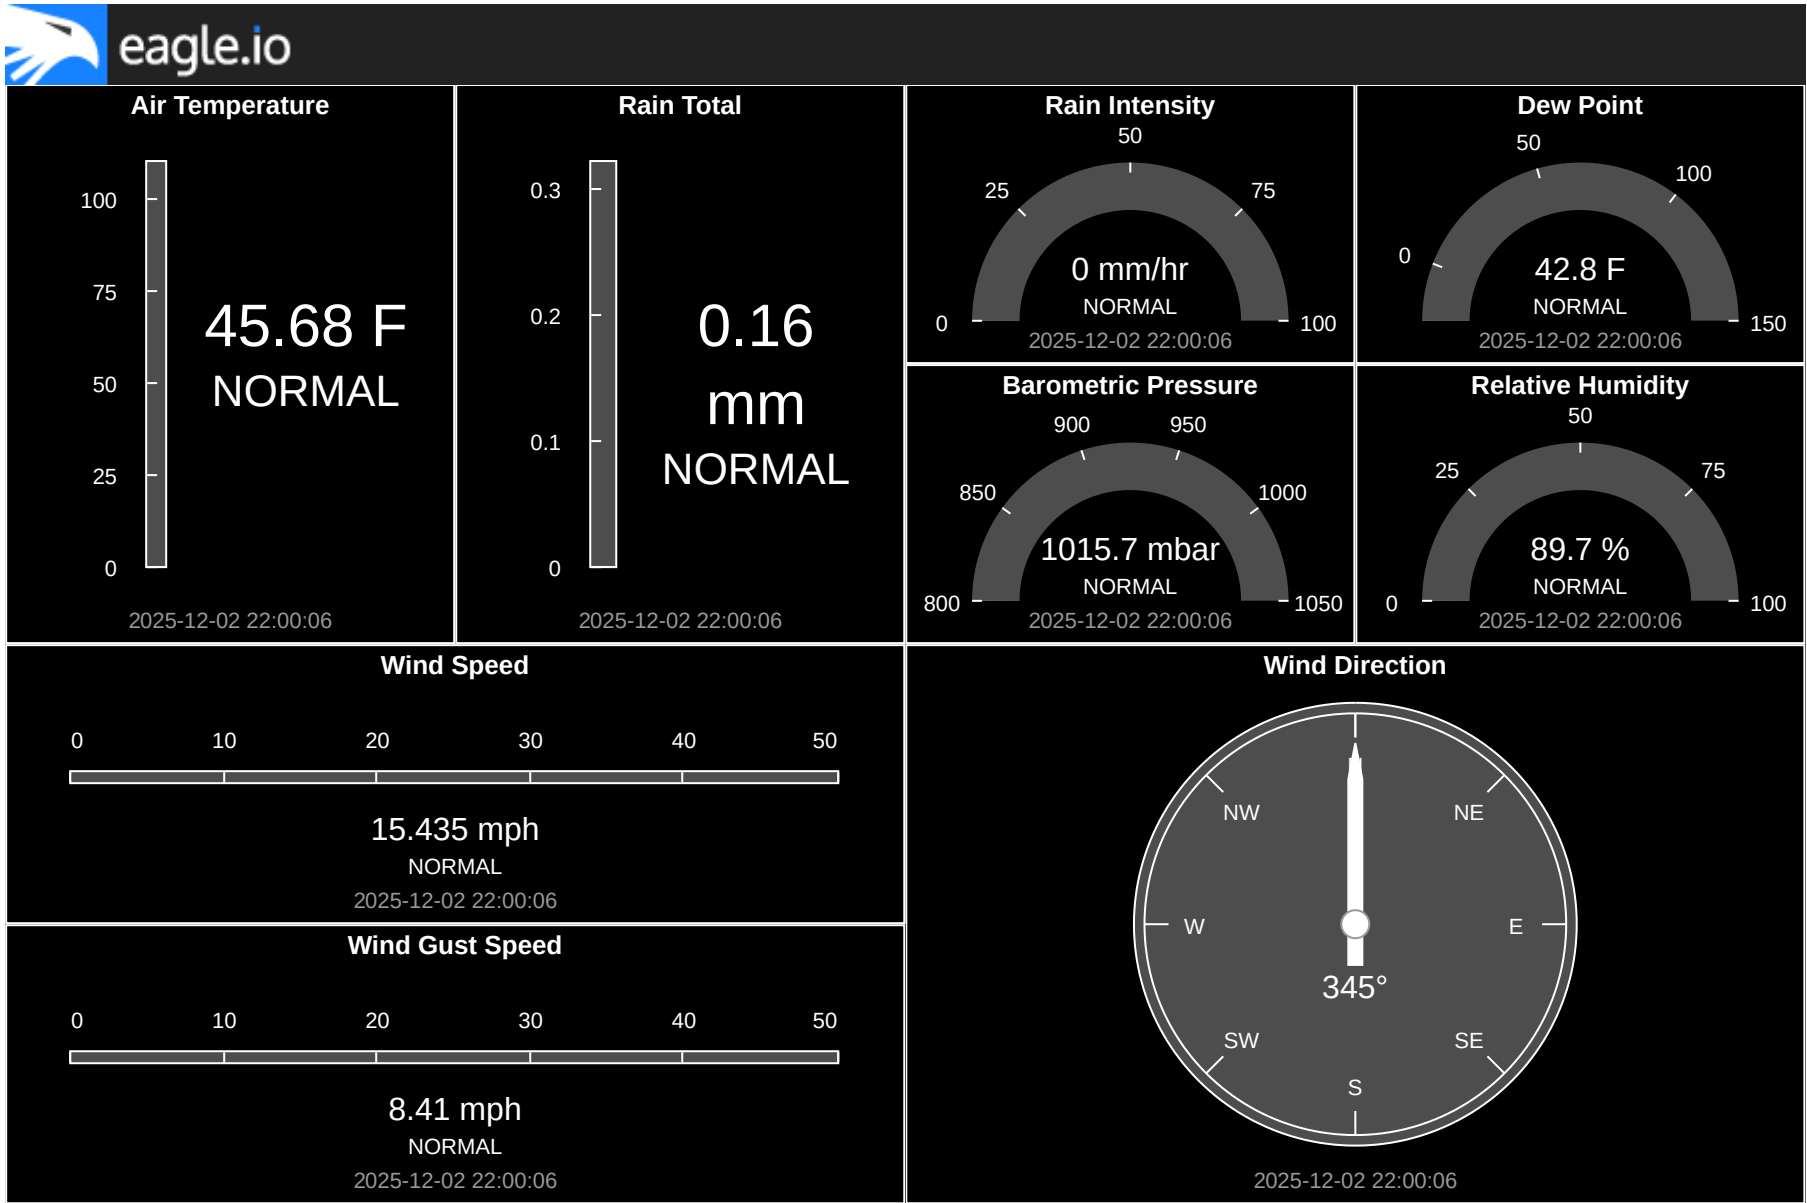 eagle.io
Air Temperature
100
75
50
25
0
45.68 F
NORMAL
2025-12-02 22:00:06
Rain Total
0.3
0.2
0.1
0
0.16
mm
NORMAL
2025-12-02 22:00:06
Rain Intensity
50
25
75
0
100
0 mm/hr
NORMAL
2025-12-02 22:00:06
Dew Point
50
100
0
150
42.8 F
NORMAL
2025-12-02 22:00:06
Barometric Pressure
900
950
850
1000
800
1050
1015.7 mbar
NORMAL
2025-12-02 22:00:06
Relative Humidity
50
25
75
0
100
89.7 %
NORMAL
2025-12-02 22:00:06
Wind Speed
0 10 20 30 40 50
15.435 mph
NORMAL
2025-12-02 22:00:06
Wind Gust Speed
0 10 20 30 40 50
8.41 mph
NORMAL
2025-12-02 22:00:06
Wind Direction
NW
NE
W
E
345°
SW
SE
S
2025-12-02 22:00:06